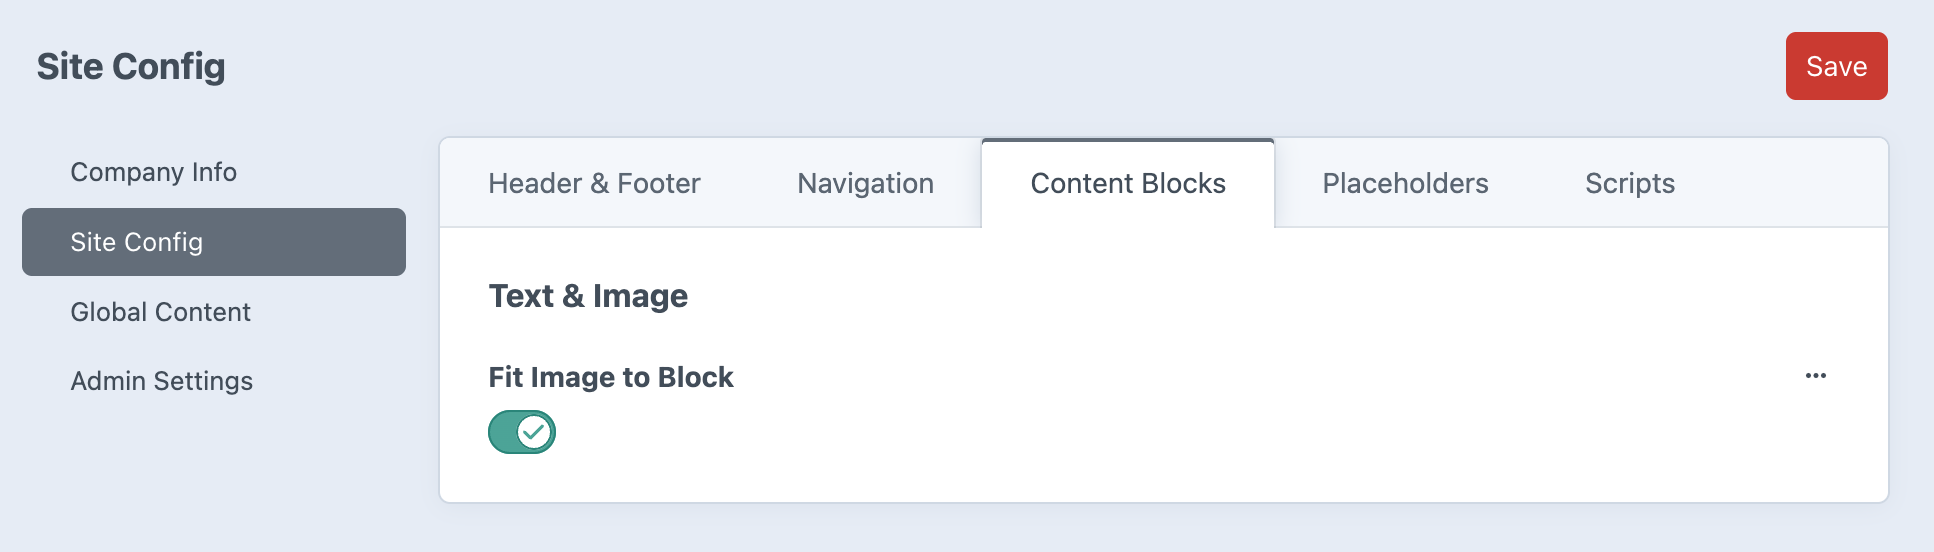 Site Config
Save
Company Info
Site Config
Global Content
Admin Settings
Header & Footer
Navigation
Content Blocks
Placeholders
Scripts
Text & Image
Fit Image to Block